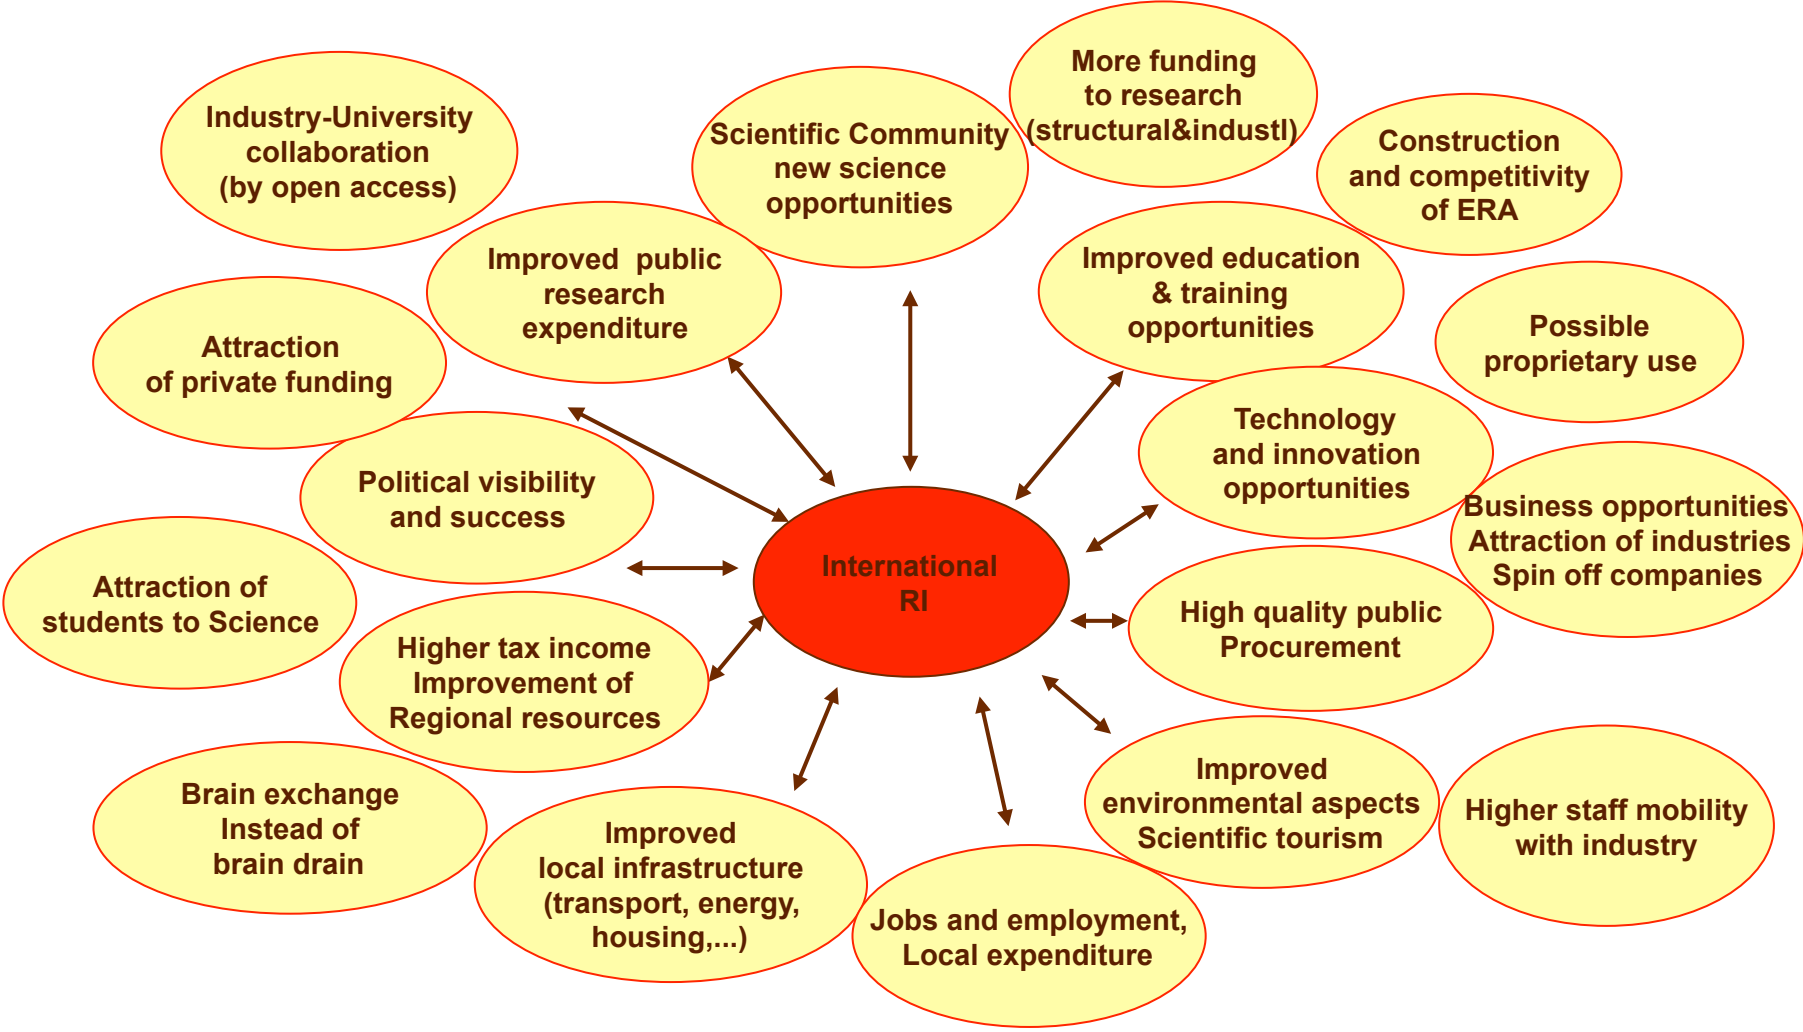 More funding
to research
(structural&industl)
Industry-University
collaboration
(by open access)
Scientific Community
new science
opportunities
Construction
and competitivity
of ERA
Improved public
research
expenditure
Improved education
& training
opportunities
Attraction
of private funding
Possible
proprietary use
Political visibility
and success
Technology
and innovation
opportunities
Business opportunities
Attraction of industries
Spin off companies
International
RI
Attraction of
students to Science
High quality public
Procurement
Higher tax income
Improvement of
Regional resources
Brain exchange
Instead of
brain drain
Improved
environmental aspects
Scientific tourism
Higher staff mobility
with industry
Improved
local infrastructure
(transport, energy,
housing,...)
Jobs and employment,
Local expenditure